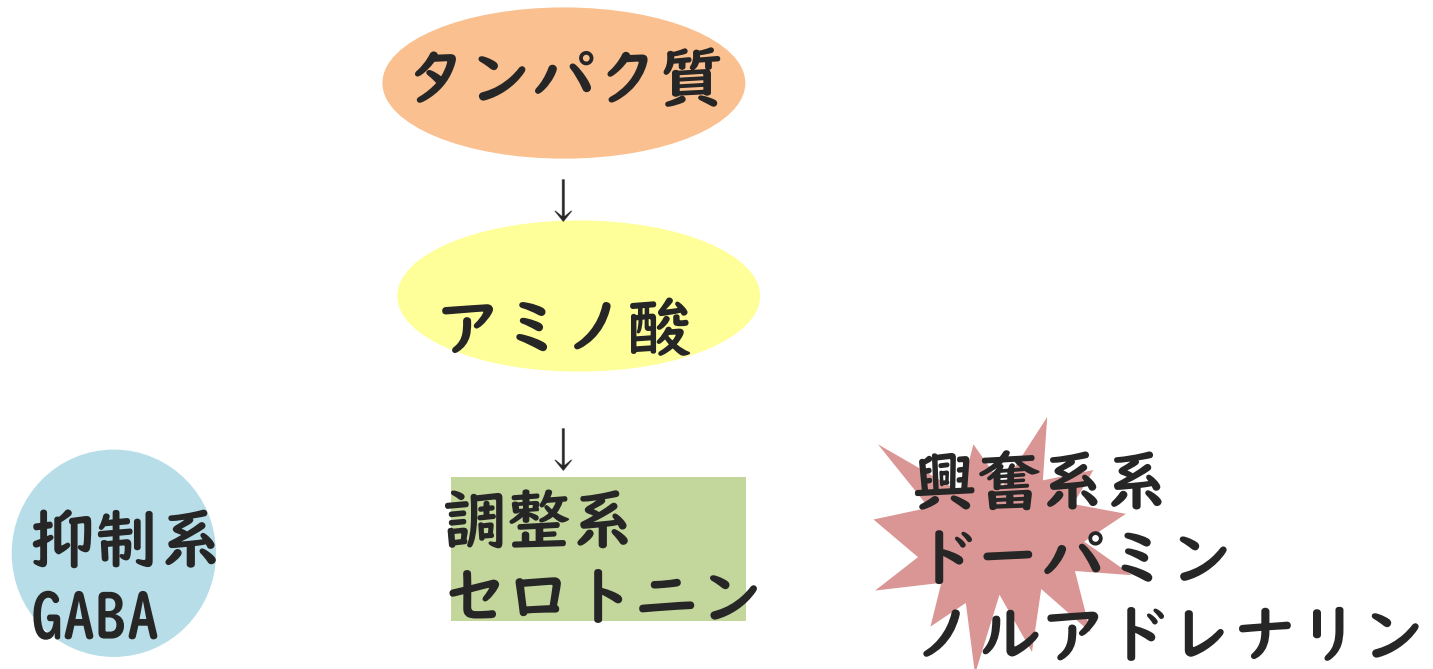 タンパク質
↓
アミノ酸
↓
抑制系
GABA
調整系
セロトニン
興奮系系
ドーパミン
ノルアドレナリン